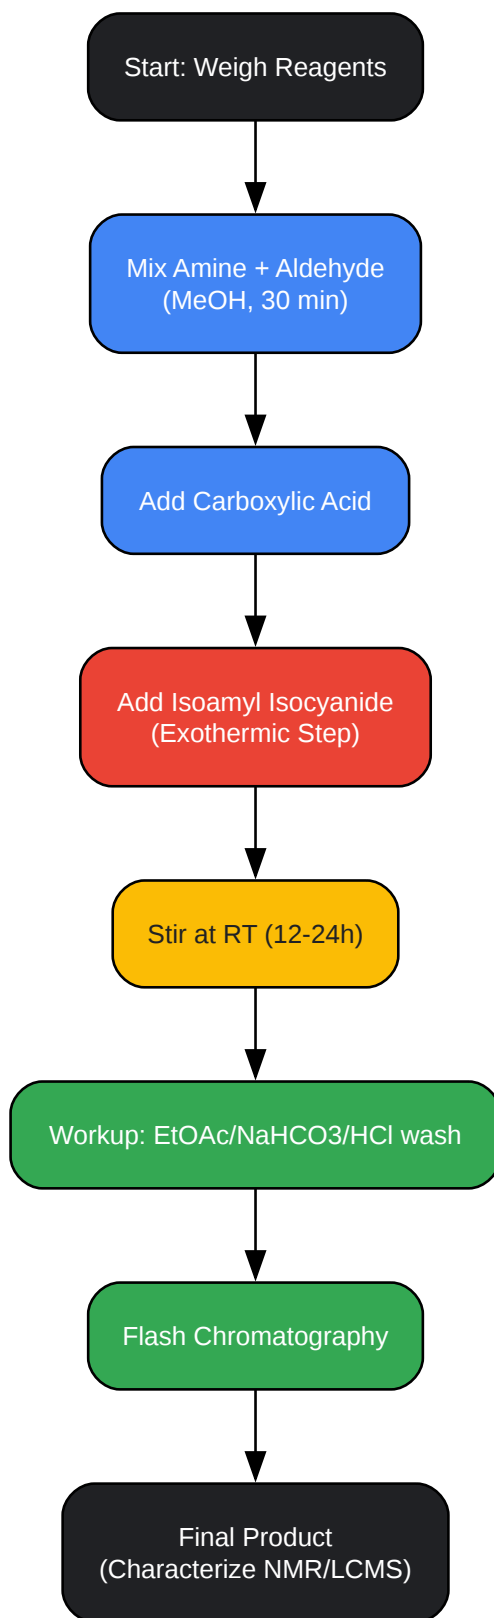 Start: Weigh Reagents
Mix Amine + Aldehyde
(MeOH, 30 min)
Add Carboxylic Acid
Add Isoamyl Isocyanide
(Exothermic Step)
Stir at RT (12-24h)
Workup: EtOAc/NaHCO3/HCl wash
Flash Chromatography
Final Product
(Characterize NMR/LCMS)